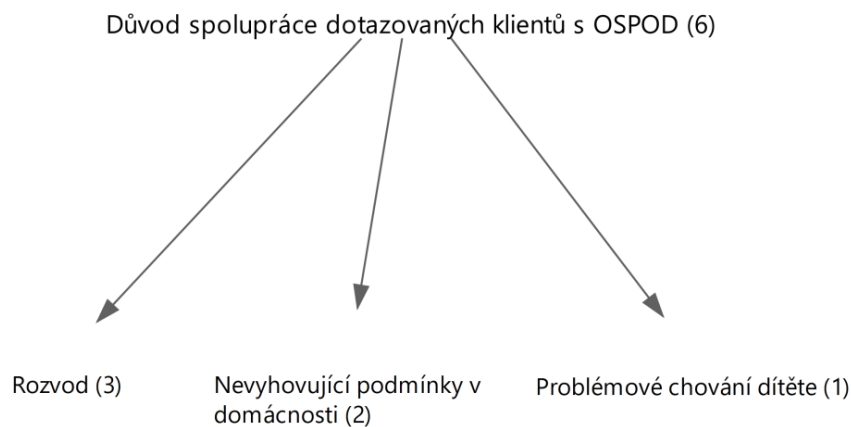 Důvod spolupráce dotazovaných klientů s OSPOD (6)
Rozvod (3)
Nevyhovující podmínky v
domácnosti (2)
Problémové chování dítěte (1)